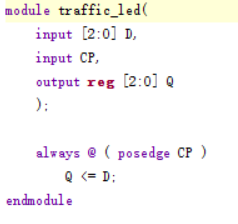 module traffic_led(
input [2:0] D,
input CP,
output reg [2:0] Q
);
always @ ( posedge CP )
Q <= D;
endmodule